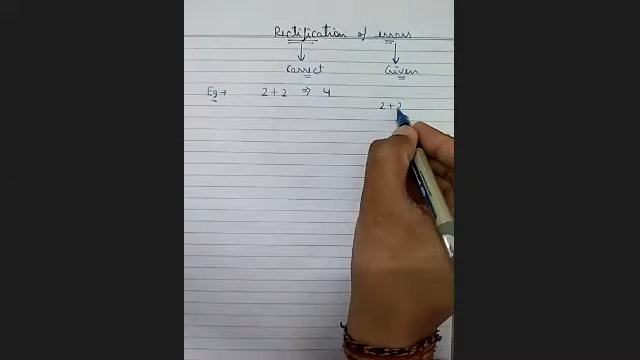 Rectification of errors
Correct Given
Eg → 2 + 2 ⇒ 4
2 + 2